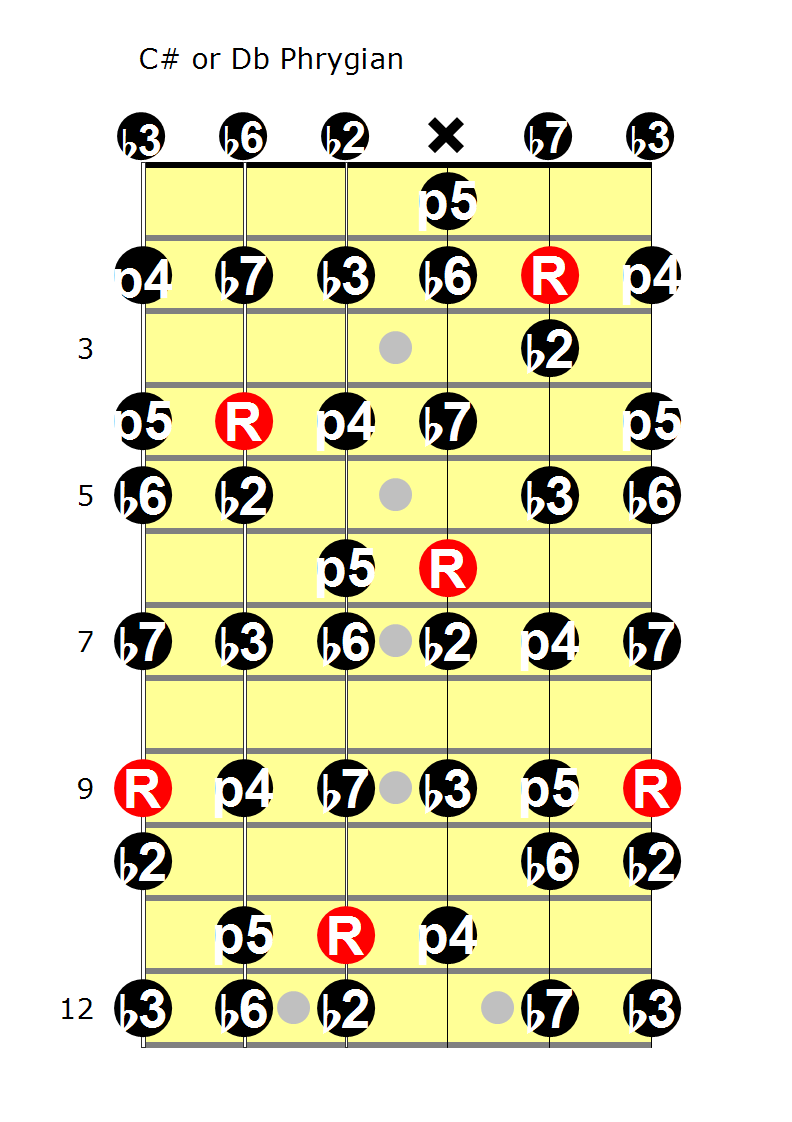 C# or Db Phrygian
♭3 ♭6 ♭2 × ♭7 ♭3
p5
p4 ♭7 ♭3 ♭6 R p4
3 ♭2
p5 R p4 ♭7 p5
5 ♭6 ♭2 ♭3 ♭6
p5 R
7 ♭7 ♭3 ♭6 ♭2 p4 ♭7
9 R p4 ♭7 ♭3 p5 R
♭2 ♭6 ♭2
p5 R p4
12 ♭3 ♭6 ♭2 ♭7 ♭3